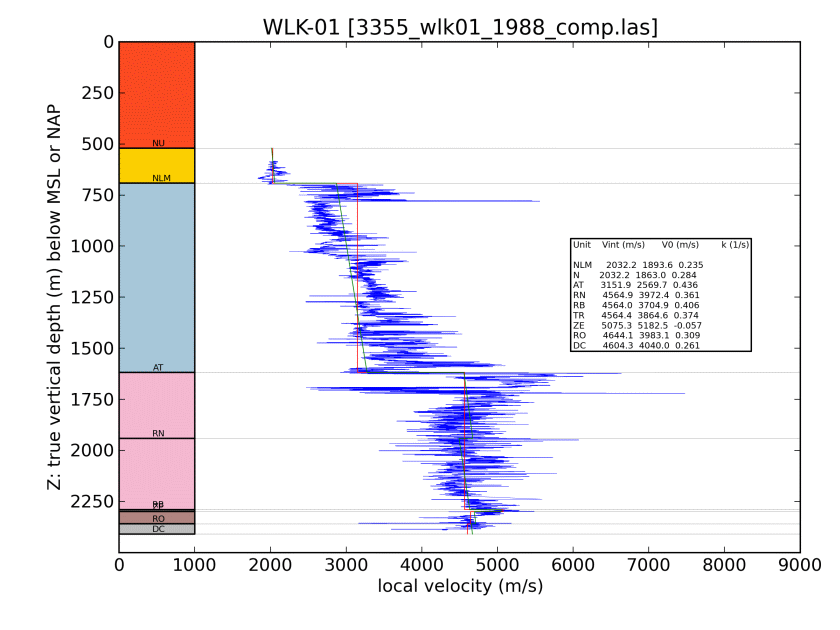 WLK-01 [3355_wlk01_1988_comp.las]
0
250
500
750
1000
1250
1500
1750
2000
2250
Z: true vertical depth (m) below MSL or NAP
NU
NLM
AT
RN
RB
RO
DC
Unit Vint (m/s) V0 (m/s) k (1/s)
NLM 2032.2 1893.6 0.235
N 2032.2 1863.0 0.284
AT 3151.9 2569.7 0.436
RN 4564.9 3972.4 0.361
RB 4564.0 3704.9 0.406
TR 4564.4 3864.6 0.374
ZE 5075.3 5182.5 -0.057
RO 4644.1 3983.1 0.309
DC 4604.3 4040.0 0.261
0 1000 2000 3000 4000 5000 6000 7000 8000 9000
local velocity (m/s)